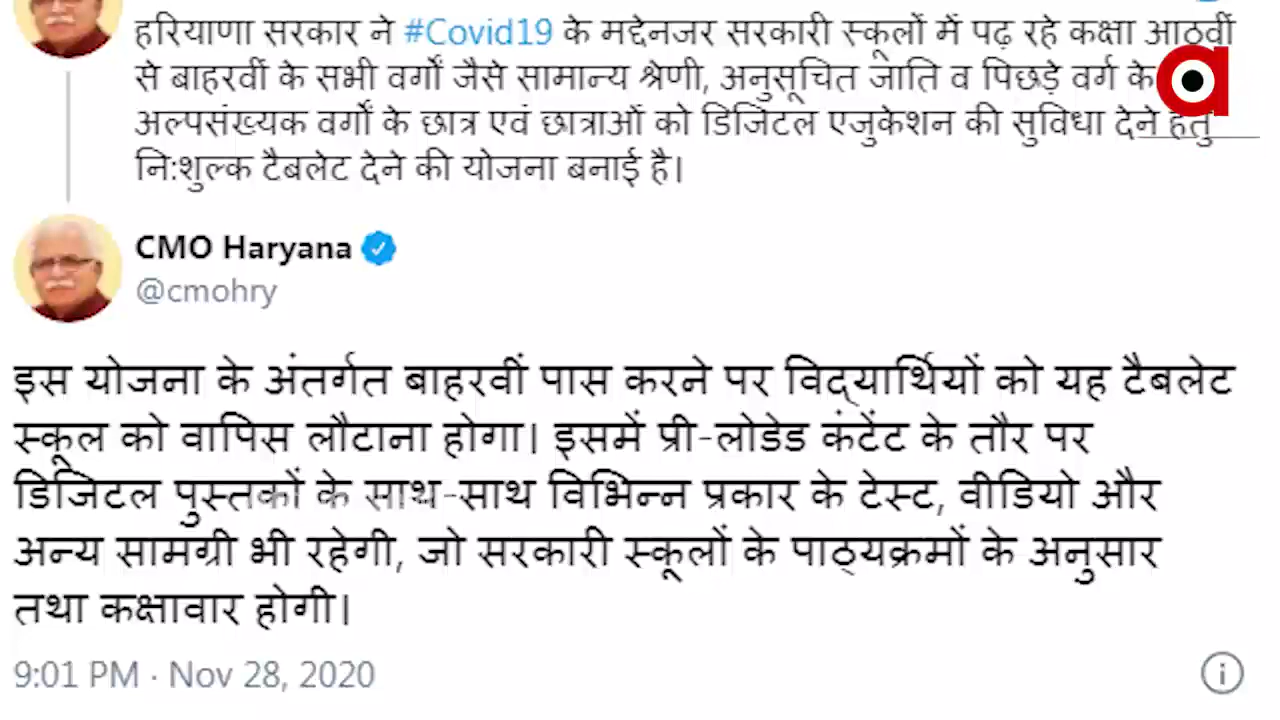 हरियाणा सरकार ने #Covid19 के मद्देनजर सरकारी स्कूलों में पढ़ रहे कक्षा आठवीं
से बाहरवीं के सभी वर्गों जैसे सामान्य श्रेणी, अनुसूचित जाति व पिछड़े वर्ग के
अल्पसंख्यक वर्गों के छात्र एवं छात्राओं को डिजिटल एजुकेशन की सुविधा देने हेतु
नि:शुल्क टैबलेट देने की योजना बनाई है।
CMO Haryana
@cmohry
इस योजना के अंतर्गत बाहरवीं पास करने पर विद्यार्थियों को यह टैबलेट
स्कूल को वापिस लौटाना होगा। इसमें प्री-लोडेड कंटेंट के तौर पर
डिजिटल पुस्तकों के साथ-साथ विभिन्न प्रकार के टेस्ट, वीडियो और
अन्य सामग्री भी रहेगी, जो सरकारी स्कूलों के पाठ्यक्रमों के अनुसार
तथा कक्षावार होगी।
9:01 PM · Nov 28, 2020